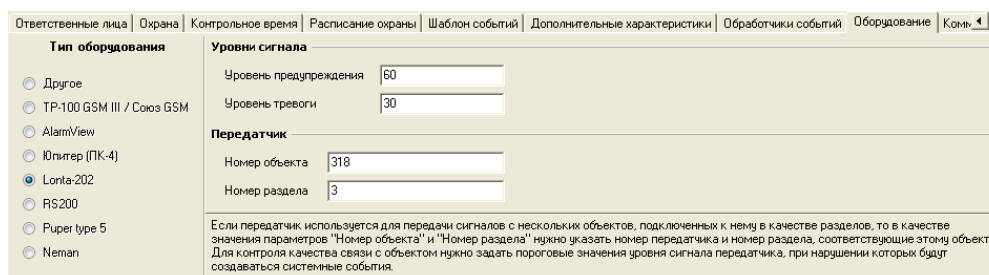 Ответственные лица Охрана Контрольное время Расписание охраны Шаблон событий Дополнительные характеристики Обработчики событий Оборудование Комм
Тип оборудования
Другое
TP-100 GSM III / Союз GSM
AlarmView
Юпитер (ПК-4)
Lonta-202
RS200
Puper type 5
Neman
Уровни сигнала
Уровень предупреждения 60
Уровень тревоги 30
Передатчик
Номер объекта 318
Номер раздела 3
Если передатчик используется для передачи сигналов с нескольких объектов, подключенных к нему в качестве разделов, то в качестве
значения параметров "Номер объекта" и "Номер раздела" нужно указать номер передатчика и номер раздела, соответствующие этому объект
Для контроля качества связи с объектом нужно задать пороговые значения уровня сигнала передатчика, при нарушении которых будут
создаваться системные события.